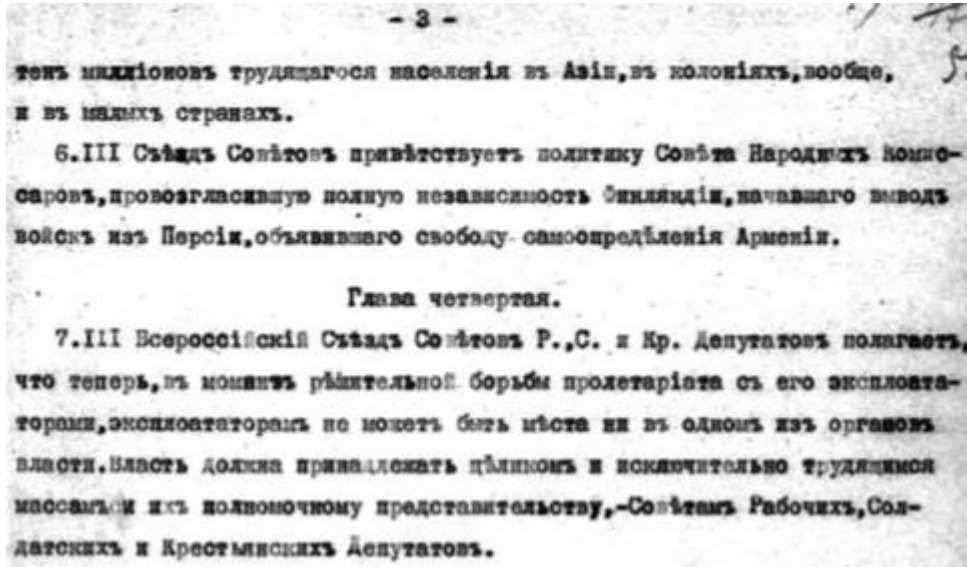 - 3 -
тенъ милліоновъ трудящагося населенія въ Азіи,въ колоніяхъ,вообще,
и въ малыхъ странахъ.
6.III Съѣздъ Совѣтовъ привѣтствуетъ политику Совѣта Народныхъ Комис-
саровъ,провозгласившую полную независимость Финляндіи,начавшаго выводъ
войскъ изъ Персіи,объявившаго свободу самоопредѣленія Арменіи.
Глава четвертая.
7.III Всероссійскій Съѣздъ Совѣтовъ Р.,С. и Кр. Депутатовъ полагаетъ,
что теперь,въ моментъ рѣшительной борьбы пролетаріата съ его эксплоата-
торами,эксплоататорамъ не можетъ быть мѣста ни въ одномъ изъ органовъ
власти.Власть должна принадлежать цѣликомъ и исключительно трудящимся
массамъ и ихъ полномочному представительству,-Совѣтамъ Рабочихъ,Сол-
датскихъ и Крестьянскихъ Депутатовъ.